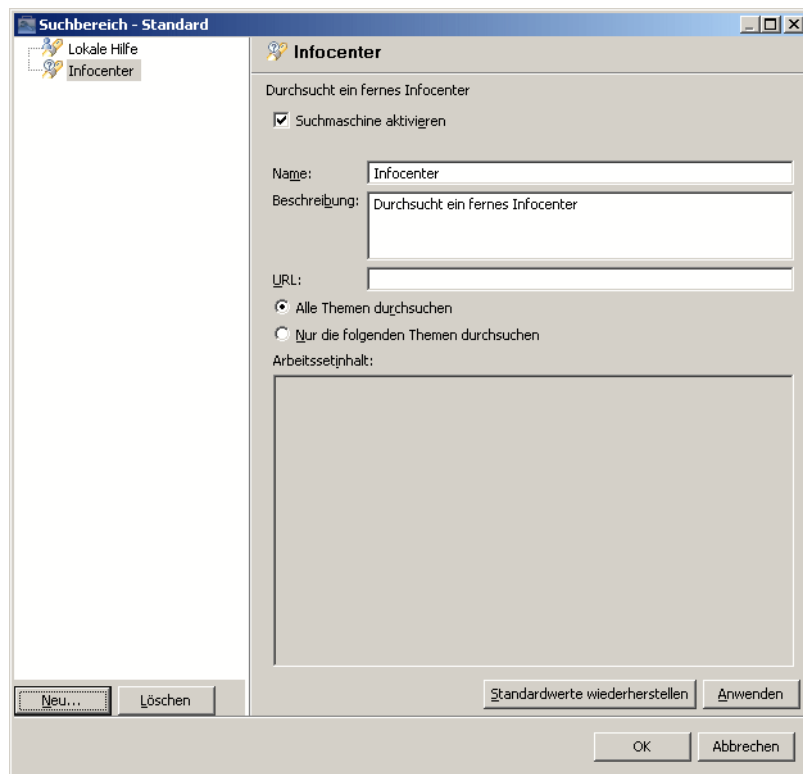 Suchbereich - Standard
Lokale Hilfe
Infocenter
Infocenter
Durchsucht ein fernes Infocenter
Suchmaschine aktivieren
Name: Infocenter
Beschreibung: Durchsucht ein fernes Infocenter
URL:
Alle Themen durchsuchen
Nur die folgenden Themen durchsuchen
Arbeitssetinhalt:
Neu... Löschen Standardwerte wiederherstellen Anwenden
OK Abbrechen